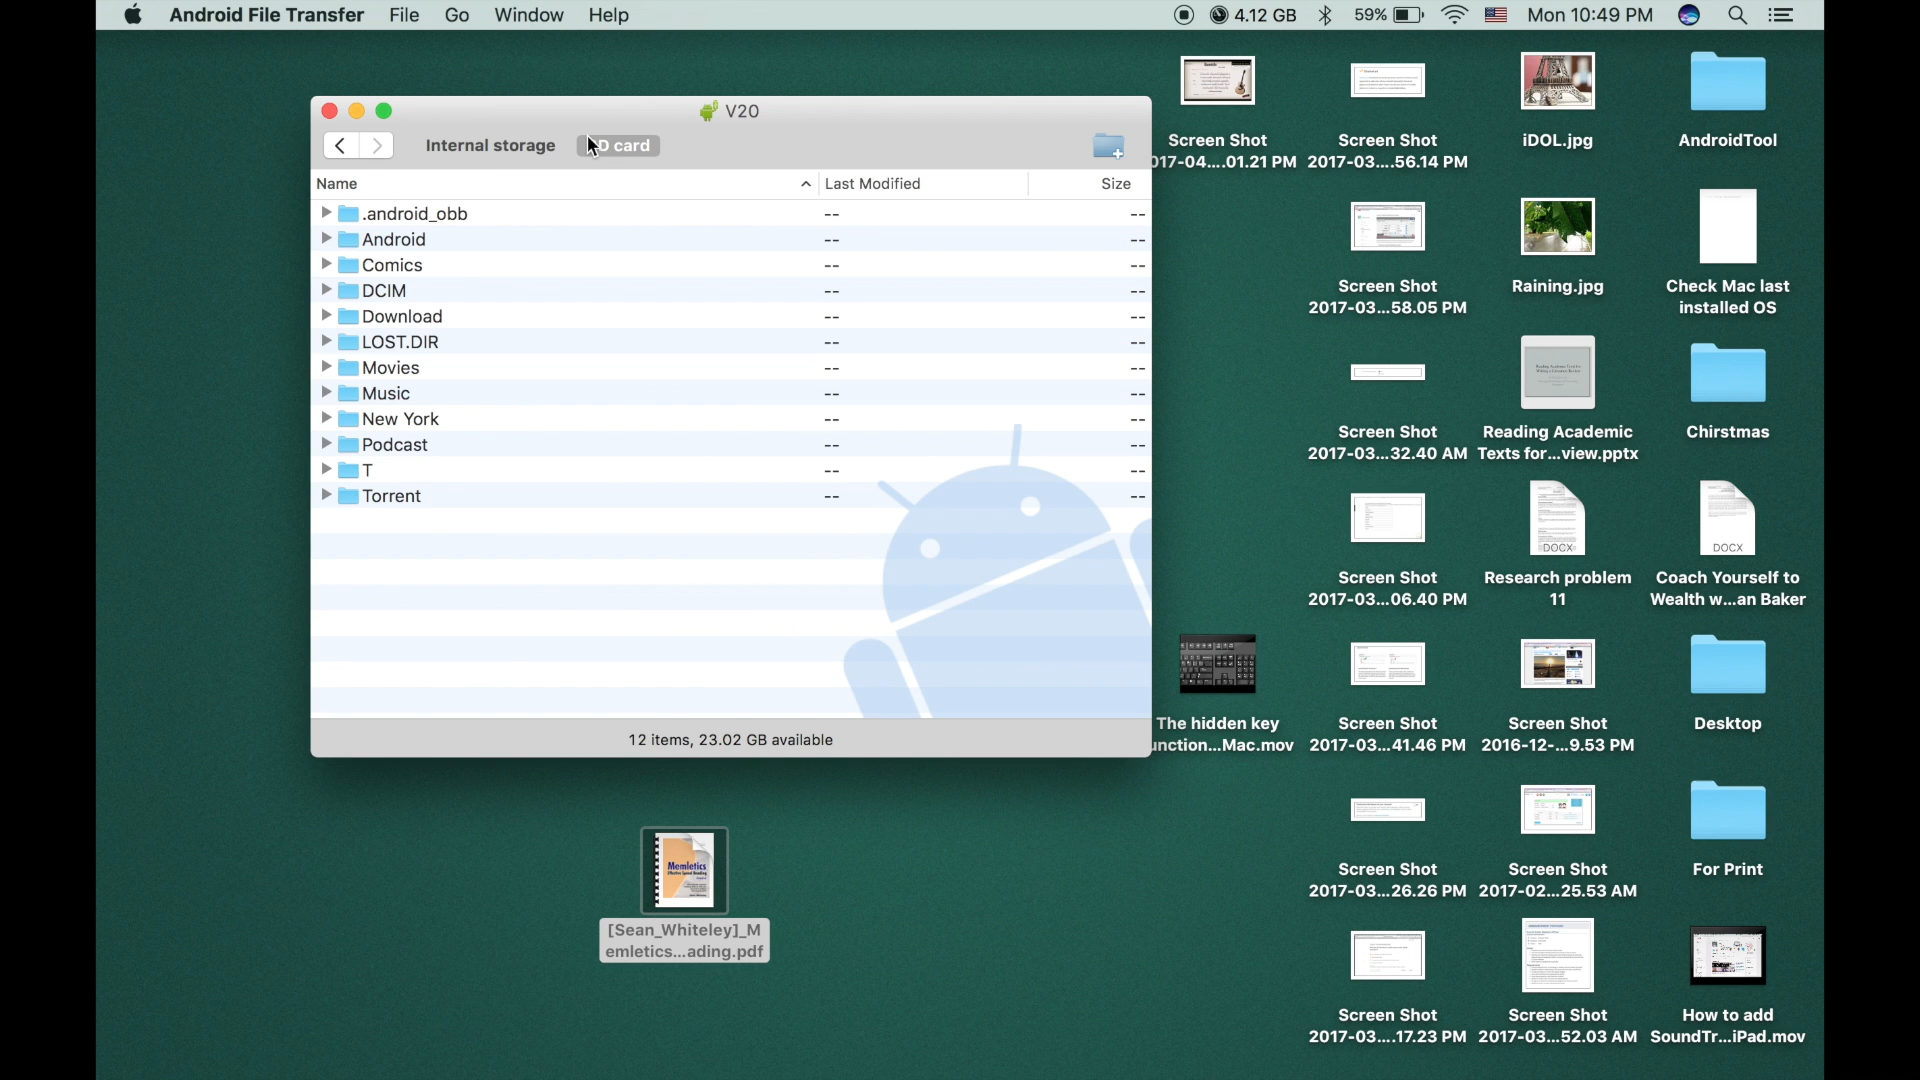 Android File Transfer File Go Window Help 4.12 GB 59% Mon 10:49 PM
V20
Internal storage D card
Name Last Modified Size
.android_obb -- --
Android -- --
Comics -- --
DCIM -- --
Download -- --
LOST.DIR -- --
Movies -- --
Music -- --
New York -- --
Podcast -- --
T -- --
Torrent -- --
12 items, 23.02 GB available
Memletics
[Sean_Whiteley]_M
emletics...ading.pdf
Screen Shot
017-04....01.21 PM
The hidden key
unction...Mac.mov
Screen Shot
2017-03....56.14 PM
Screen Shot
2017-03...58.05 PM
Screen Shot
2017-03...32.40 AM
Screen Shot
2017-03...06.40 PM
Screen Shot
2017-03...41.46 PM
Screen Shot
2017-03...26.26 PM
Screen Shot
2017-03....17.23 PM
iDOL.jpg
Raining.jpg
Reading Academic
Texts for...view.pptx
DOCX
Research problem
11
Screen Shot
2016-12-...9.53 PM
Screen Shot
2017-02...25.53 AM
Screen Shot
2017-03...52.03 AM
AndroidTool
Check Mac last
installed OS
Chirstmas
DOCX
Coach Yourself to
Wealth w...an Baker
Desktop
For Print
How to add
SoundTr...iPad.mov